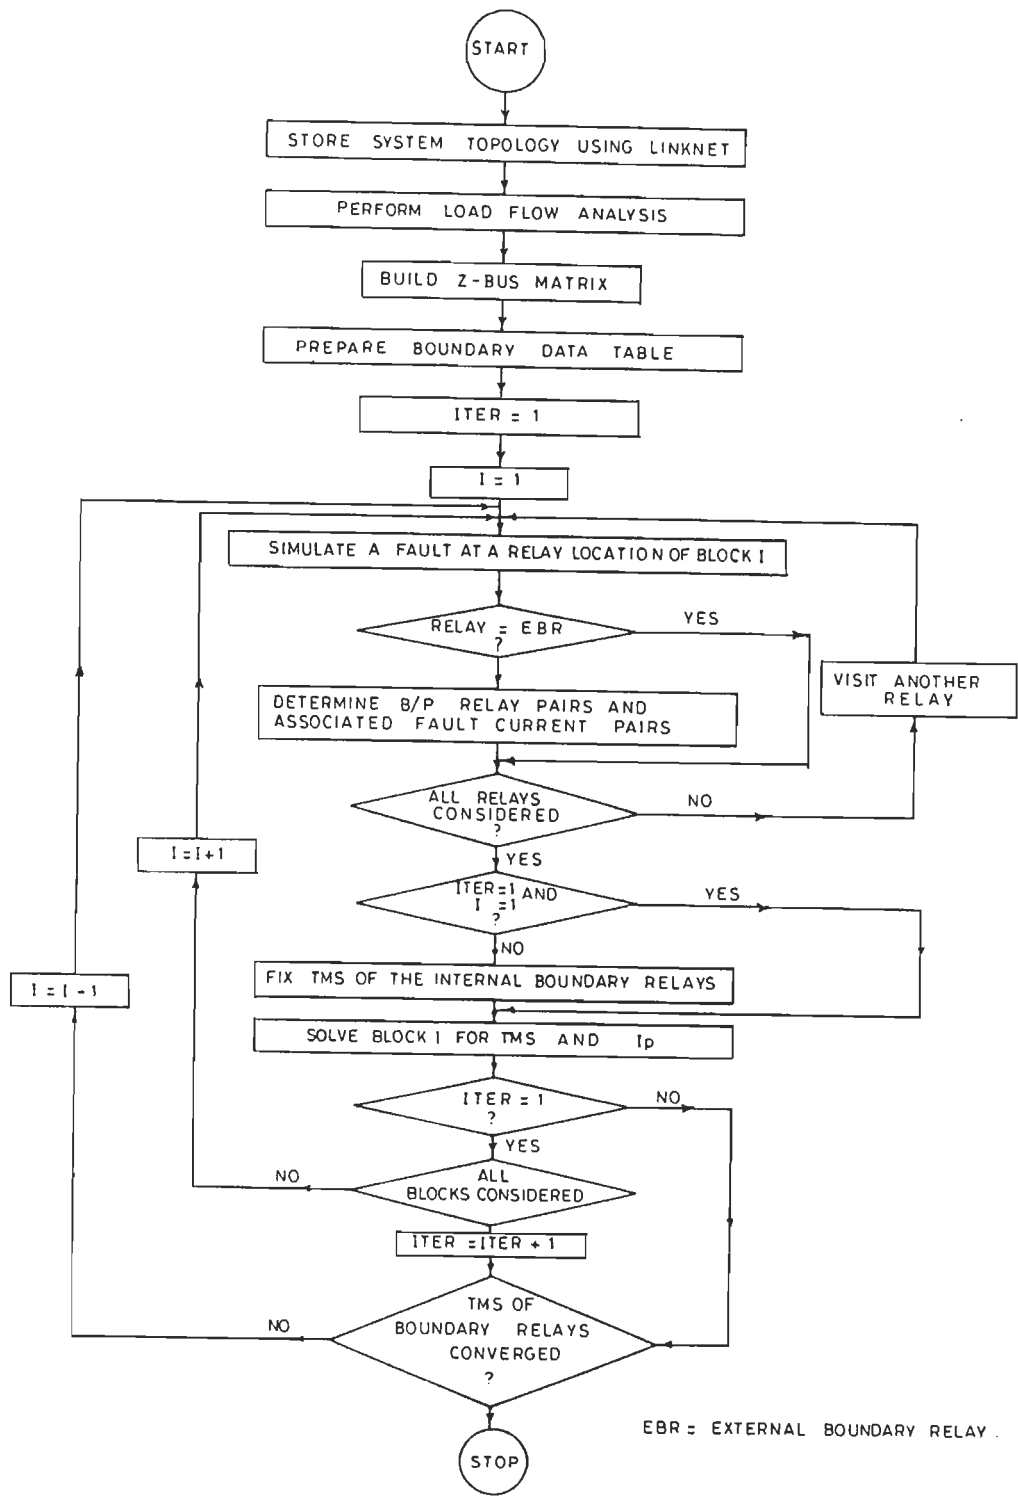 START
STORE SYSTEM TOPOLOGY USING LINKNET
PERFORM LOAD FLOW ANALYSIS
BUILD Z-BUS MATRIX
PREPARE BOUNDARY DATA TABLE
ITER = 1
I = 1
SIMULATE A FAULT AT A RELAY LOCATION OF BLOCK I
RELAY = EBR
?
YES
VISIT ANOTHER
RELAY
DETERMINE B/P RELAY PAIRS AND
ASSOCIATED FAULT CURRENT PAIRS
ALL RELAYS
CONSIDERED
?
NO
YES
I = I + 1
ITER = 1 AND
I = 1
?
YES
NO
FIX TMS OF THE INTERNAL BOUNDARY RELAYS
I = I - 1
SOLVE BLOCK I FOR TMS AND Ip
ITER = 1
?
NO
YES
ALL
BLOCKS CONSIDERED
NO
ITER = ITER + 1
TMS OF
BOUNDARY RELAYS
CONVERGED
?
NO
EBR = EXTERNAL BOUNDARY RELAY.
STOP